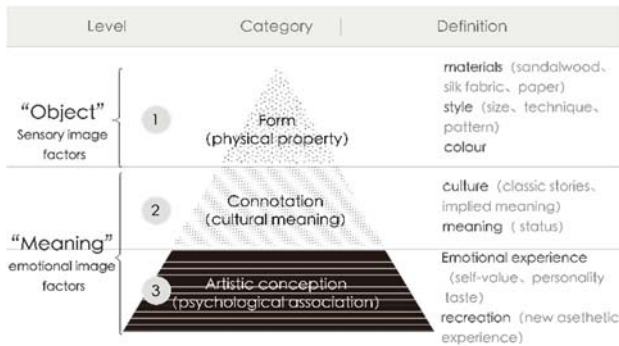 Level Category Definition
"Object"
Sensory image
factors
1
Form
(physical property)
materials (sandalwood、
silk fabric、paper)
style (size、technique、
pattern)
colour
"Meaning"
emotional image
factors
2
Connotation
(cultural meaning)
culture (classic stories、
implied meaning)
meaning ( status)
3
Artistic conception
(psychological association)
Emotional experience
(self-value、personality
taste)
recreation (new asethetic
experience)